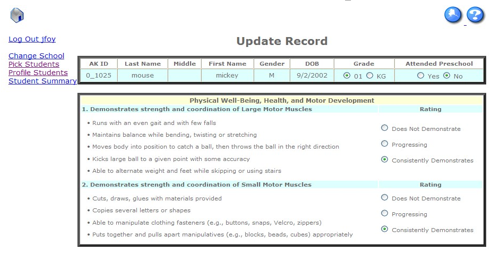 Log Out jfoy
Update Record
Change School
Pick Students
Profile Students
Student Summary
AK ID Last Name Middle First Name Gender DOB Grade Attended Preschool
0_1025 mouse mickey M 9/2/2002 01 KG Yes No
Physical Well-Being, Health, and Motor Development
1. Demonstrates strength and coordination of Large Motor Muscles Rating
• Runs with an even gait and with few falls
• Maintains balance while bending, twisting or stretching
• Moves body into position to catch a ball, then throws the ball in the right direction
• Kicks large ball to a given point with some accuracy
• Able to alternate weight and feet while skipping or using stairs
Does Not Demonstrate
Progressing
Consistently Demonstrates
2. Demonstrates strength and coordination of Small Motor Muscles Rating
• Cuts, draws, glues with materials provided
• Copies several letters or shapes
• Able to manipulate clothing fasteners (e.g., buttons, snaps, Velcro, zippers)
• Puts together and pulls apart manipulatives (e.g., blocks, beads, cubes) appropriately
Does Not Demonstrate
Progressing
Consistently Demonstrates